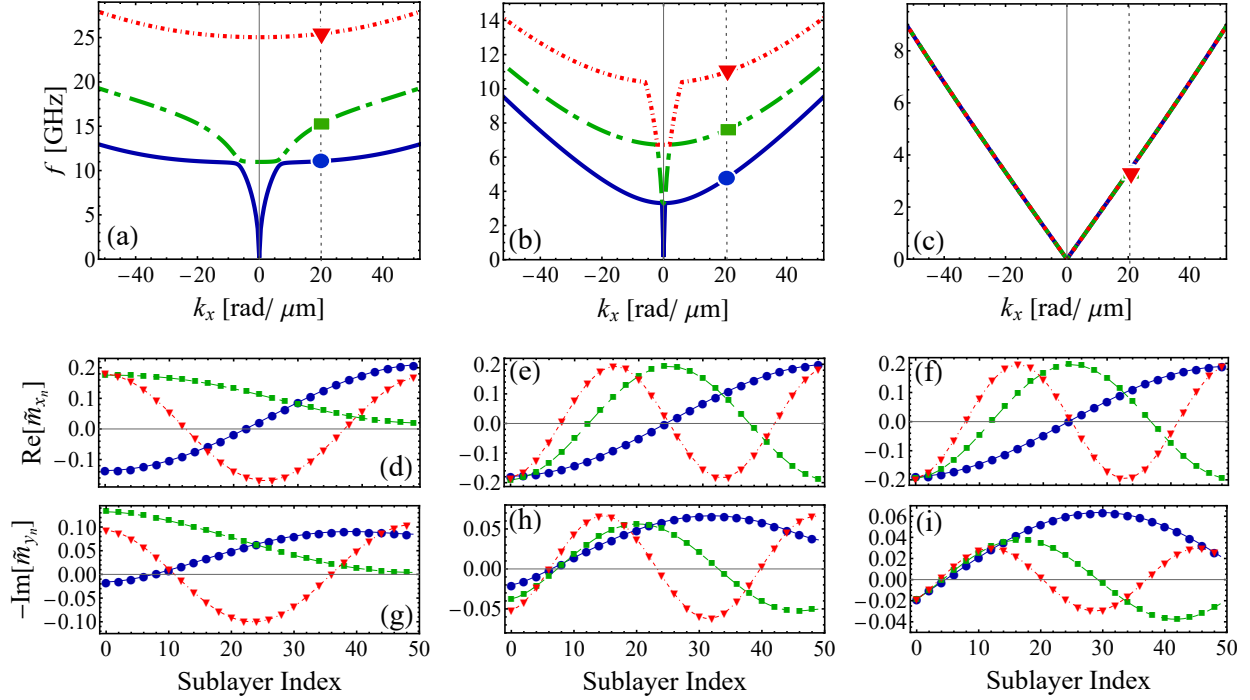 f [GHz]
25
20
15
10
5
0
(a)
−40 −20 0 20 40
k_x [rad/ μm]
14
12
10
8
6
4
2
0
(b)
−40 −20 0 20 40
k_x [rad/ μm]
8
6
4
2
0
(c)
−40 −20 0 20 40
k_x [rad/ μm]
Re[m̃_{x_n}]
0.2
0.1
0.0
−0.1
(d)
0.2
0.1
0.0
−0.1
−0.2
(e)
0.2
0.1
0.0
−0.1
−0.2
(f)
−Im[m̃_{y_n}]
0.10
0.05
0.00
−0.05
−0.10
(g)
0 10 20 30 40 50
Sublayer Index
0.05
0.00
−0.05
(h)
0 10 20 30 40 50
Sublayer Index
0.06
0.04
0.02
0.00
−0.02
−0.04
(i)
0 10 20 30 40 50
Sublayer Index